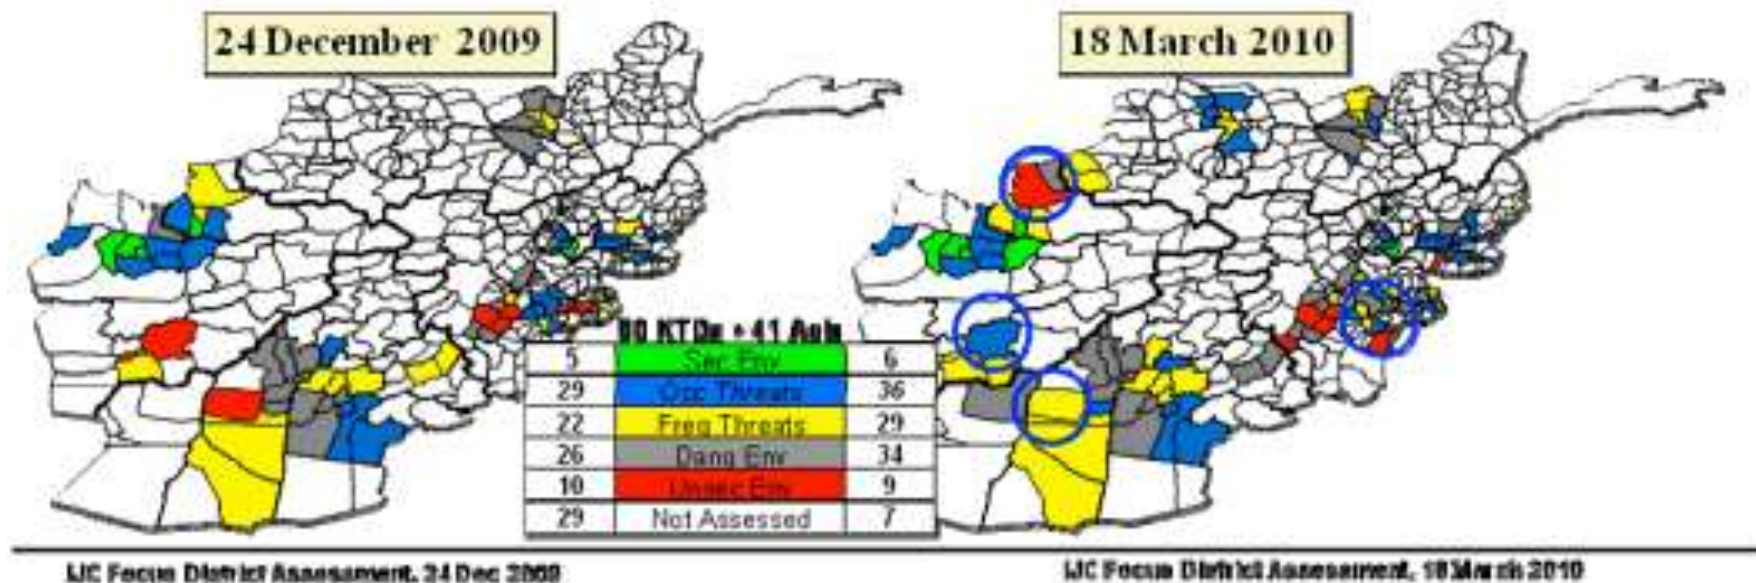 24 December 2009
18 March 2010
80 KTDs + 41 AoIs
5 Sec Env 6
29 Occ Threats 36
22 Freq Threats 29
26 Dang Env 34
10 Unsec Env 9
29 Not Assessed 7
IJC Focus District Assessment, 24 Dec 2009
IJC Focus District Assessment, 18 March 2010